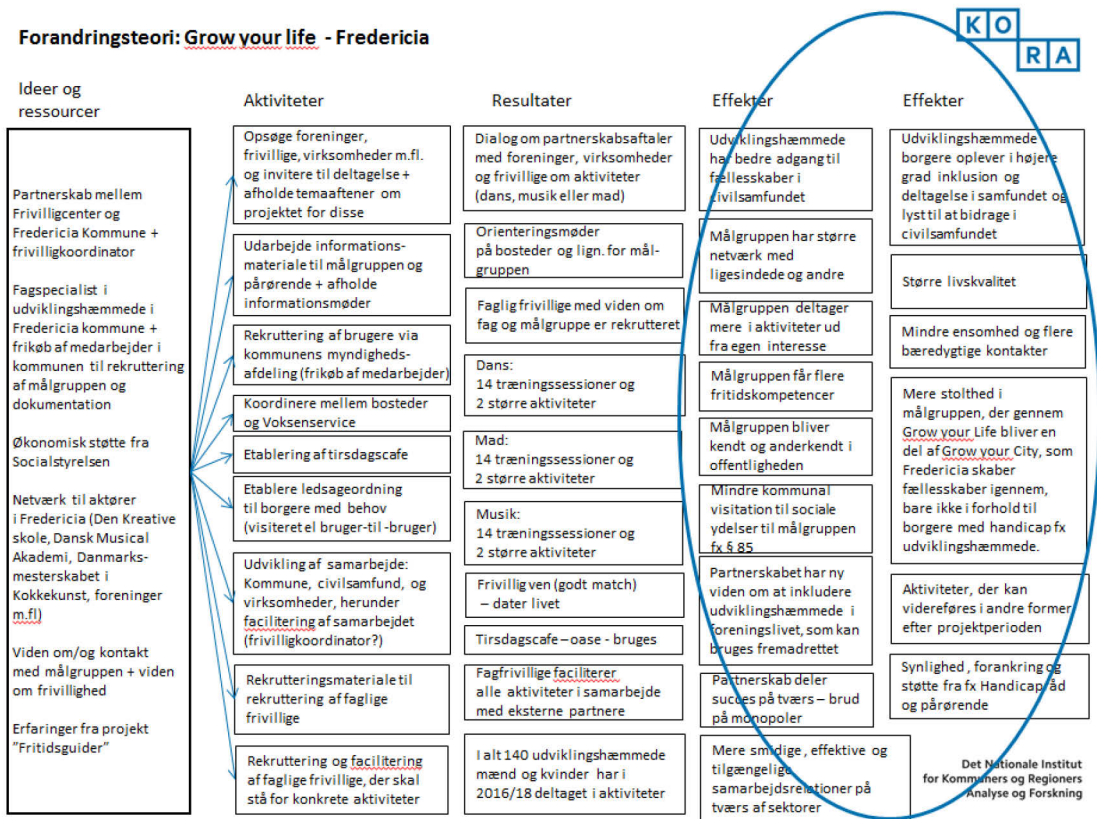 Forandringsteori: Grow your life - Fredericia
KO
RA
Ideer og
ressourcer
Partnerskab mellem
Frivilligcenter og
Fredericia Kommune +
frivilligkoordinator
Fagspecialist i
udviklingshæmmede i
Fredericia kommune +
frikøb af medarbejder i
kommunen til rekruttering
af målgruppen og
dokumentation
Økonomisk støtte fra
Socialstyrelsen
Netværk til aktører
i Fredericia (Den Kreative
skole, Dansk Musical
Akademi, Danmarks-
mesterskabet i
Kokkekunst, foreninger
m.fl)
Viden om/og kontakt
med målgruppen + viden
om frivillighed
Erfaringer fra projekt
"Fritidsguider"
Aktiviteter
Opsøge foreninger,
frivillige, virksomheder m.fl.
og invitere til deltagelse +
afholde temaaftener om
projektet for disse
Udarbejde informations-
materiale til målgruppen og
pårørende + afholde
informationsmøder
Rekruttering af brugere via
kommunens myndigheds-
afdeling (frikøb af medarbejder)
Koordinere mellem bosteder
og Voksenservice
Etablering af tirsdagscafe
Etablere ledsageordning
til borgere med behov
(visiteret el bruger-til -bruger)
Udvikling af samarbejde:
Kommune, civilsamfund, og
virksomheder, herunder
facilitering af samarbejdet
(frivilligkoordinator?)
Rekrutteringsmateriale til
rekruttering af faglige
frivillige
Rekruttering og facilitering
af faglige frivillige, der skal
stå for konkrete aktiviteter
Resultater
Dialog om partnerskabsaftaler
med foreninger, virksomheder
og frivillige om aktiviteter
(dans, musik eller mad)
Orienteringsmøder
på bosteder og lign. for mål-
gruppen
Faglig frivillige med viden om
fag og målgruppe er rekrutteret
Dans:
14 træningssessioner og
2 større aktiviteter
Mad:
14 træningssessioner og
2 større aktiviteter
Musik:
14 træningssessioner og
2 større aktiviteter
Frivillig ven (godt match)
– dater livet
Tirsdagscafe – oase - bruges
Fagfrivillige faciliterer
alle aktiviteter i samarbejde
med eksterne partnere
I alt 140 udviklingshæmmede
mænd og kvinder har i
2016/18 deltaget i aktiviteter
Effekter
Udviklingshæmmede
har bedre adgang til
fællesskaber i
civilsamfundet
Målgruppen har større
netværk med
ligesindede og andre
Målgruppen deltager
mere i aktiviteter ud
fra egen interesse
Målgruppen får flere
fritidskompetencer
Målgruppen bliver
kendt og anderkendt i
offentligheden
Mindre kommunal
visitation til sociale
ydelser til målgruppen
fx § 85
Partnerskabet har ny
viden om at inkludere
udviklingshæmmede i
foreningslivet, som kan
bruges fremadrettet
Partnerskab deler
succes på tværs – brud
på monopoler
Mere smidige, effektive og
tilgængelige
samarbejdsrelationer på
tværs af sektorer
Effekter
Udviklingshæmmede
borgere oplever i højere
grad inklusion og
deltagelse i samfundet og
lyst til at bidrage i
civilsamfundet
Større livskvalitet
Mindre ensomhed og flere
bæredygtige kontakter
Mere stolthed i
målgruppen, der gennem
Grow your Life bliver en
del af Grow your City, som
Fredericia skaber
fællesskaber igennem,
bare ikke i forhold til
borgere med handicap fx
udviklingshæmmede.
Aktiviteter, der kan
videreføres i andre former
efter projektperioden
Synlighed, forankring og
støtte fra fx Handicapråd
og pårørende
Det Nationale Institut
for Kommuners og Regioners
Analyse og Forskning